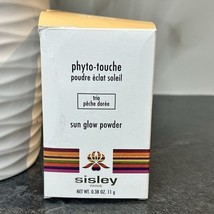 phyto-touche
poudre éclat soleil
trio
pêche dorée
sun glow powder
sisley
PARIS
NET WT. 0.38 OZ. 11 g